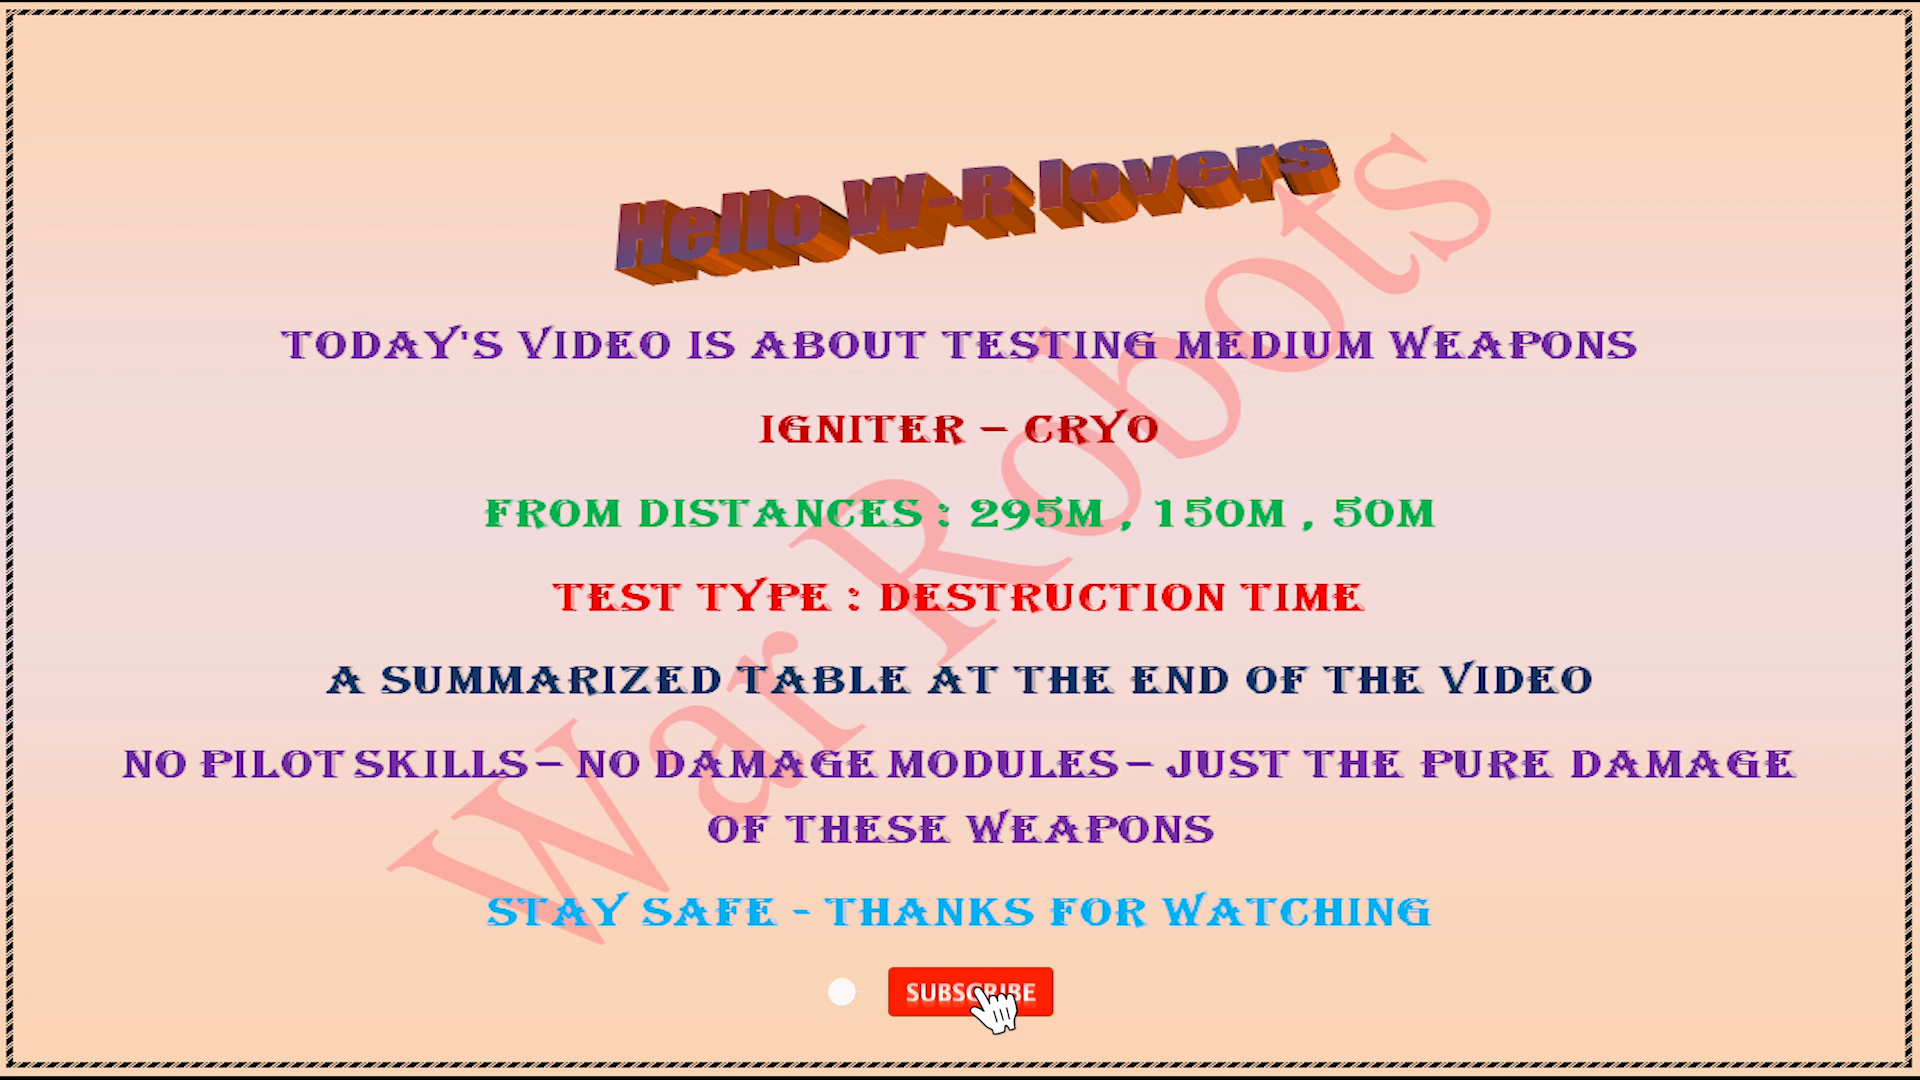 Hello W-R lovers
TODAY'S VIDEO IS ABOUT TESTING MEDIUM WEAPONS
IGNITER – CRYO
FROM DISTANCES : 295M , 150M , 50M
TEST TYPE : DESTRUCTION TIME
A SUMMARIZED TABLE AT THE END OF THE VIDEO
NO PILOT SKILLS – NO DAMAGE MODULES – JUST THE PURE DAMAGE
OF THESE WEAPONS
STAY SAFE - THANKS FOR WATCHING
SUBSCRIBE
War Robots